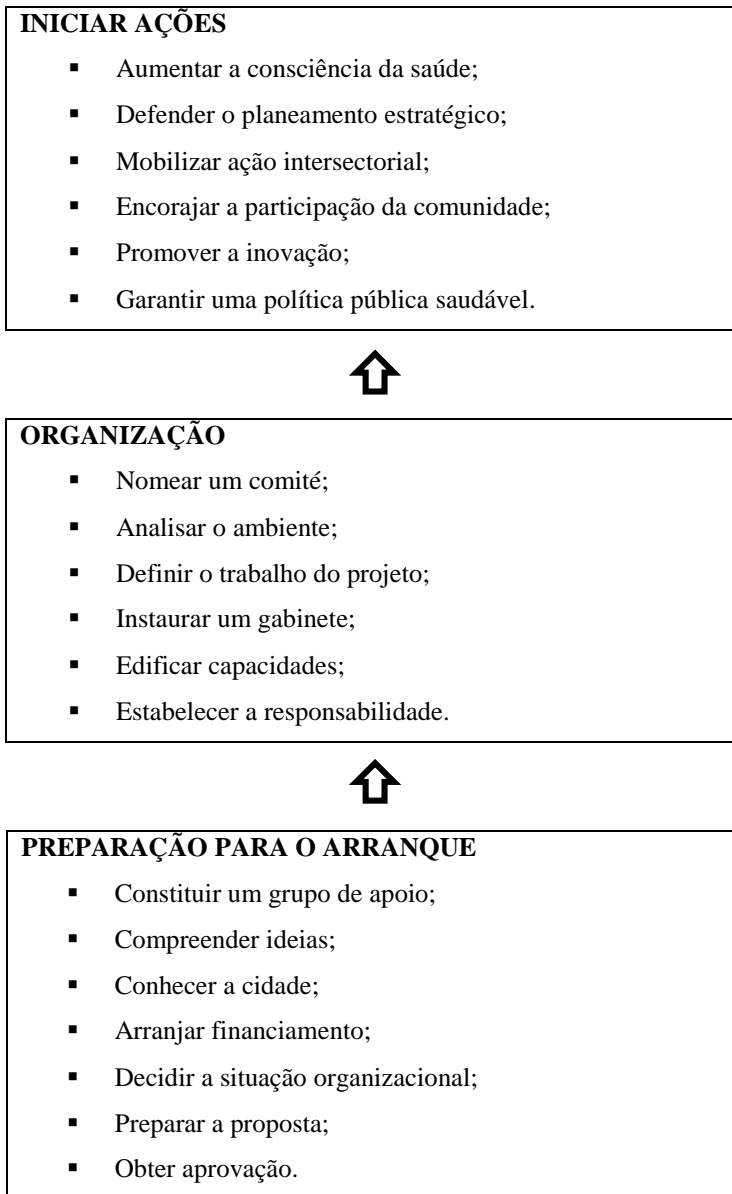 INICIAR AÇÕES
▪ Aumentar a consciência da saúde;
▪ Defender o planeamento estratégico;
▪ Mobilizar ação intersectorial;
▪ Encorajar a participação da comunidade;
▪ Promover a inovação;
▪ Garantir uma política pública saudável.
ORGANIZAÇÃO
▪ Nomear um comité;
▪ Analisar o ambiente;
▪ Definir o trabalho do projeto;
▪ Instaurar um gabinete;
▪ Edificar capacidades;
▪ Estabelecer a responsabilidade.
PREPARAÇÃO PARA O ARRANQUE
▪ Constituir um grupo de apoio;
▪ Compreender ideias;
▪ Conhecer a cidade;
▪ Arranjar financiamento;
▪ Decidir a situação organizacional;
▪ Preparar a proposta;
▪ Obter aprovação.